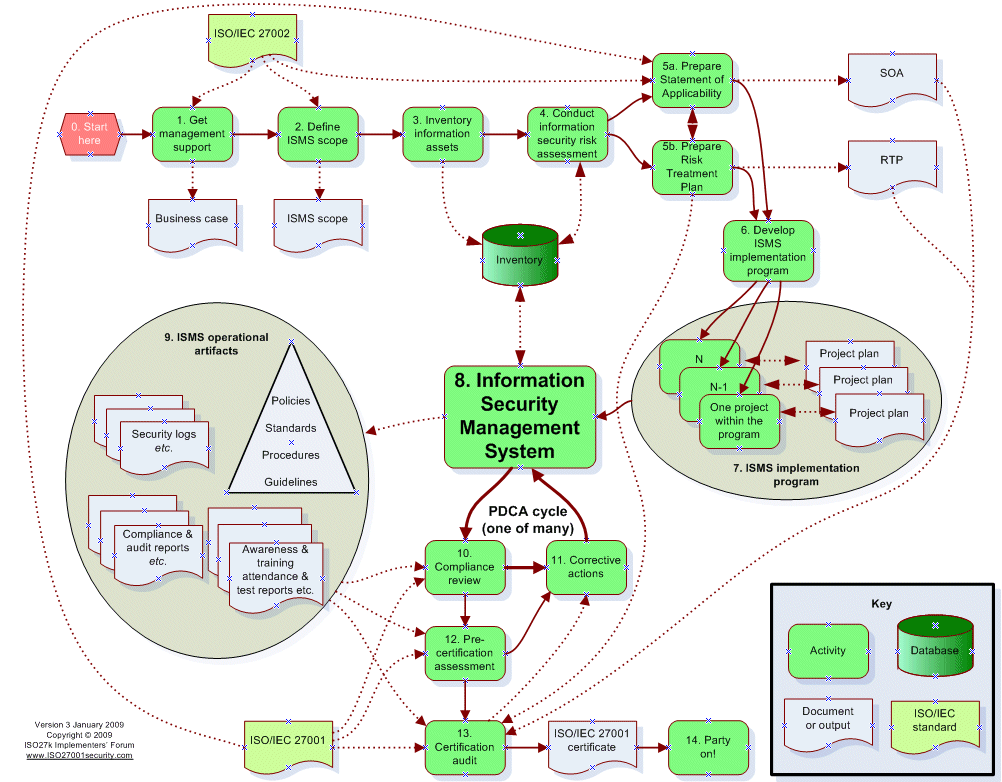 ISO/IEC 27002
0. Start
here
1. Get
management
support
2. Define
ISMS scope
3. Inventory
information
assets
4. Conduct
information
security risk
assessment
5a. Prepare
Statement of
Applicability
SOA
5b. Prepare
Risk
Treatment
Plan
RTP
Business case
ISMS scope
Inventory
6. Develop
ISMS
implementation
program
9. ISMS operational
artifacts
Policies
Standards
Procedures
Guidelines
Security logs
etc.
Compliance &
audit reports
etc.
Awareness &
training
attendance &
test reports etc.
8. Information
Security
Management
System
N
N-1
One project
within the
program
Project plan
Project plan
Project plan
7. ISMS implementation
program
PDCA cycle
(one of many)
10.
Compliance
review
11. Corrective
actions
12. Pre-
certification
assessment
13.
Certification
audit
ISO/IEC 27001
ISO/IEC 27001
certificate
14. Party
on!
Key
Activity
Database
Document
or output
ISO/IEC
standard
Version 3 January 2009
Copyright © 2009
ISO27k Implementers' Forum
www.ISO27001security.com